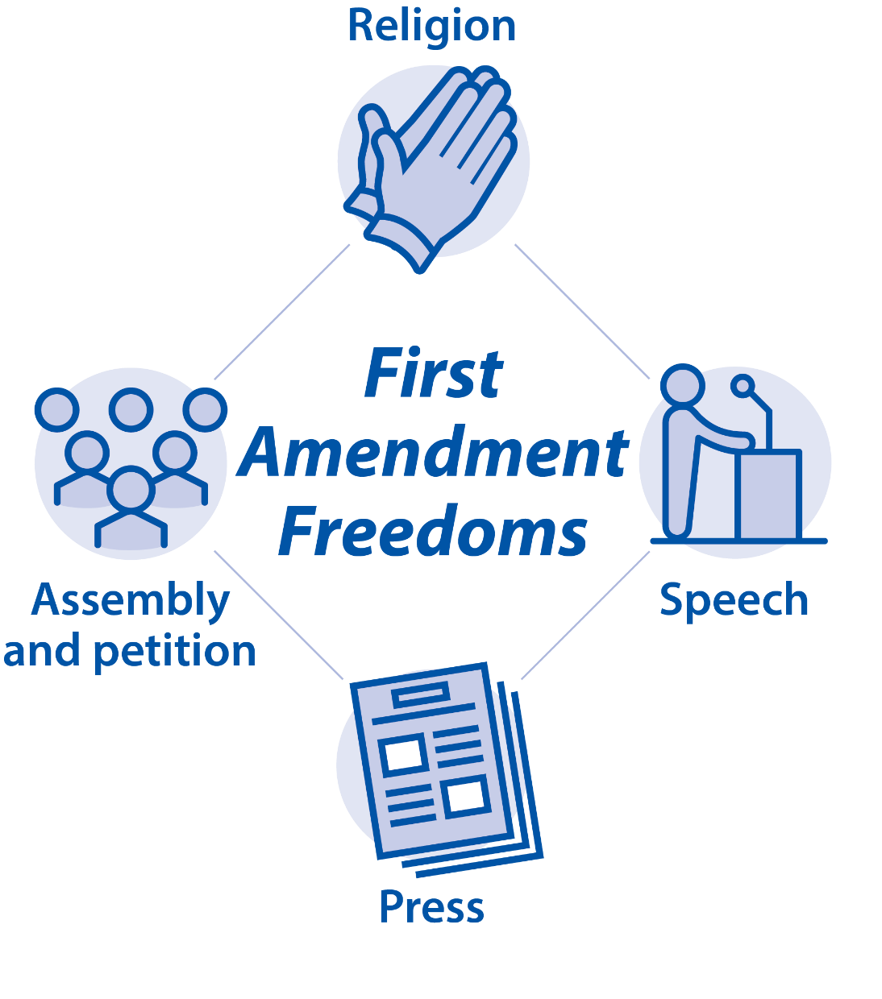 Religion
First
Amendment
Freedoms
Assembly
and petition
Speech
Press